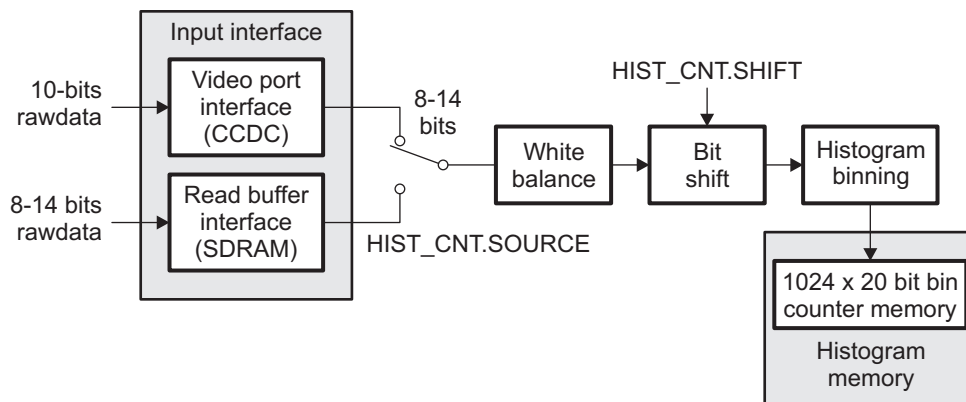 Input interface
10-bits
rawdata
Video port
interface
(CCDC)
8-14 bits
rawdata
Read buffer
interface
(SDRAM)
8-14
bits
HIST_CNT.SOURCE
White
balance
HIST_CNT.SHIFT
Bit
shift
Histogram
binning
1024 x 20 bit bin
counter memory
Histogram
memory